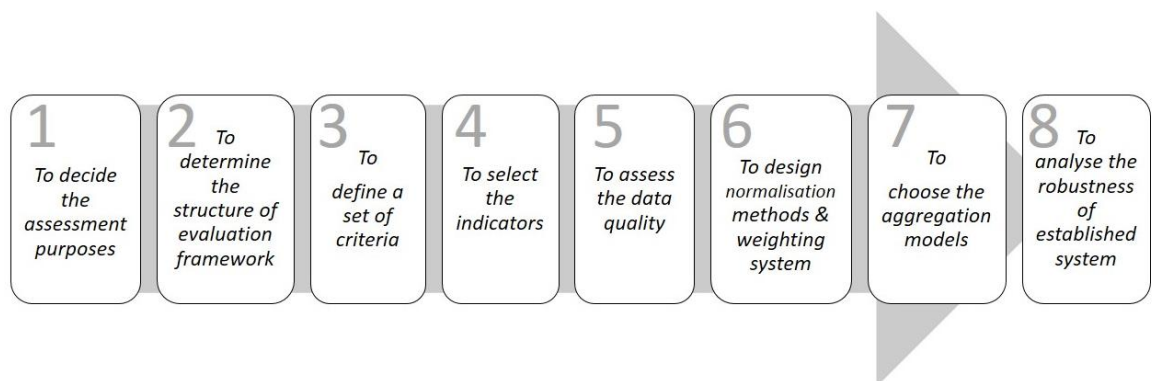 1
To decide
the
assessment
purposes
2
To
determine
the
structure of
evaluation
framework
3
To
define a
set of
criteria
4
To select
the
indicators
5
To assess
the data
quality
6
To design
normalisation
methods &
weighting
system
7
To
choose the
aggregation
models
8
To
analyse the
robustness
of
established
system